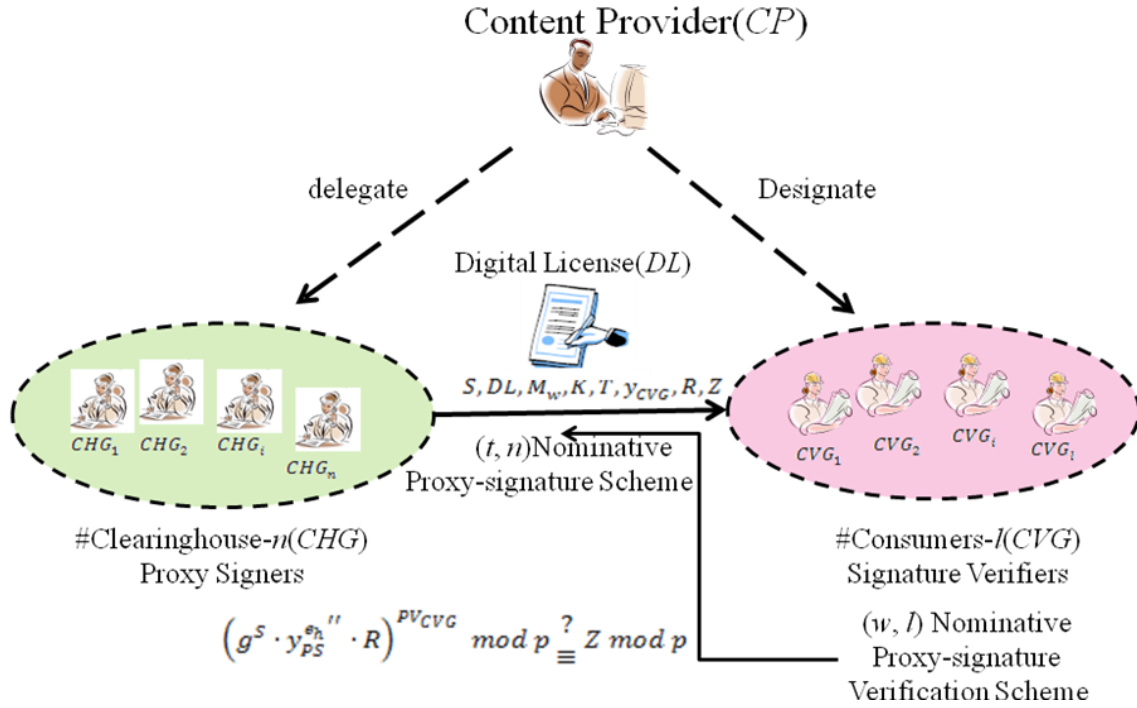 Content Provider(CP)
delegate
Designate
Digital License(DL)
S, DL, M_w, K, T, y_CVG, R, Z
CHG_1
CHG_2
CHG_i
CHG_n
CVG_1
CVG_2
CVG_i
CVG_l
(t, n)Nominative
Proxy-signature Scheme
#Clearinghouse-n(CHG)
Proxy Signers
#Consumers-l(CVG)
Signature Verifiers
(g^S · y_PS^{e_h''} · R)^{PV_CVG} mod p ≡? Z mod p
(w, l) Nominative
Proxy-signature
Verification Scheme